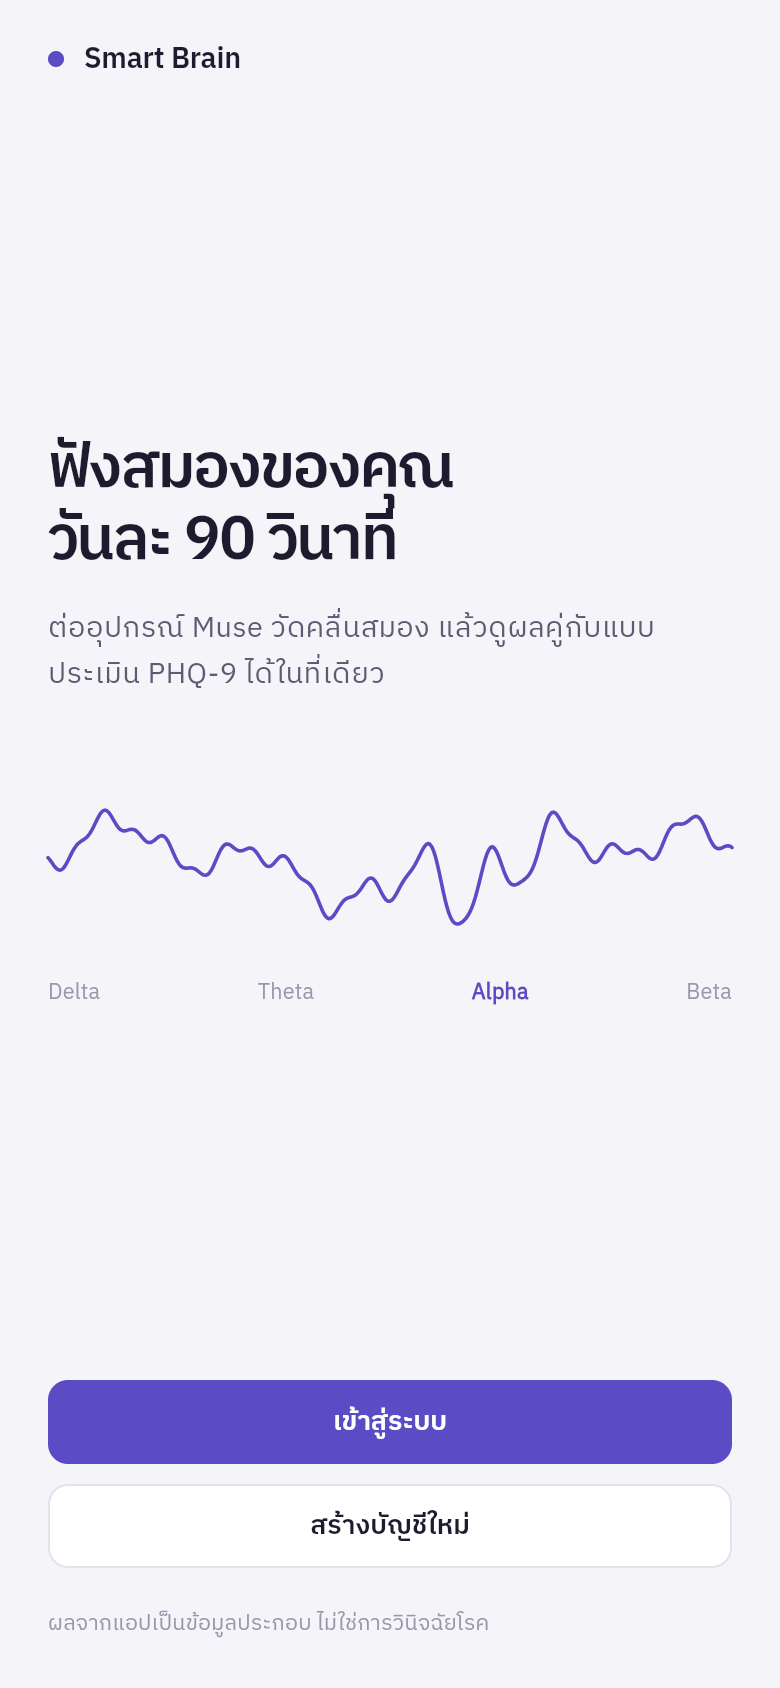 Smart Brain
ฟังสมองของคุณ
วันละ 90 วินาที
ต่ออุปกรณ์ Muse วัดคลื่นสมอง แล้วดูผลคู่กับแบบ
ประเมิน PHQ-9 ได้ในที่เดียว
Delta Theta Alpha Beta
เข้าสู่ระบบ
สร้างบัญชีใหม่
ผลจากแอปเป็นข้อมูลประกอบ ไม่ใช่การวินิจฉัยโรค